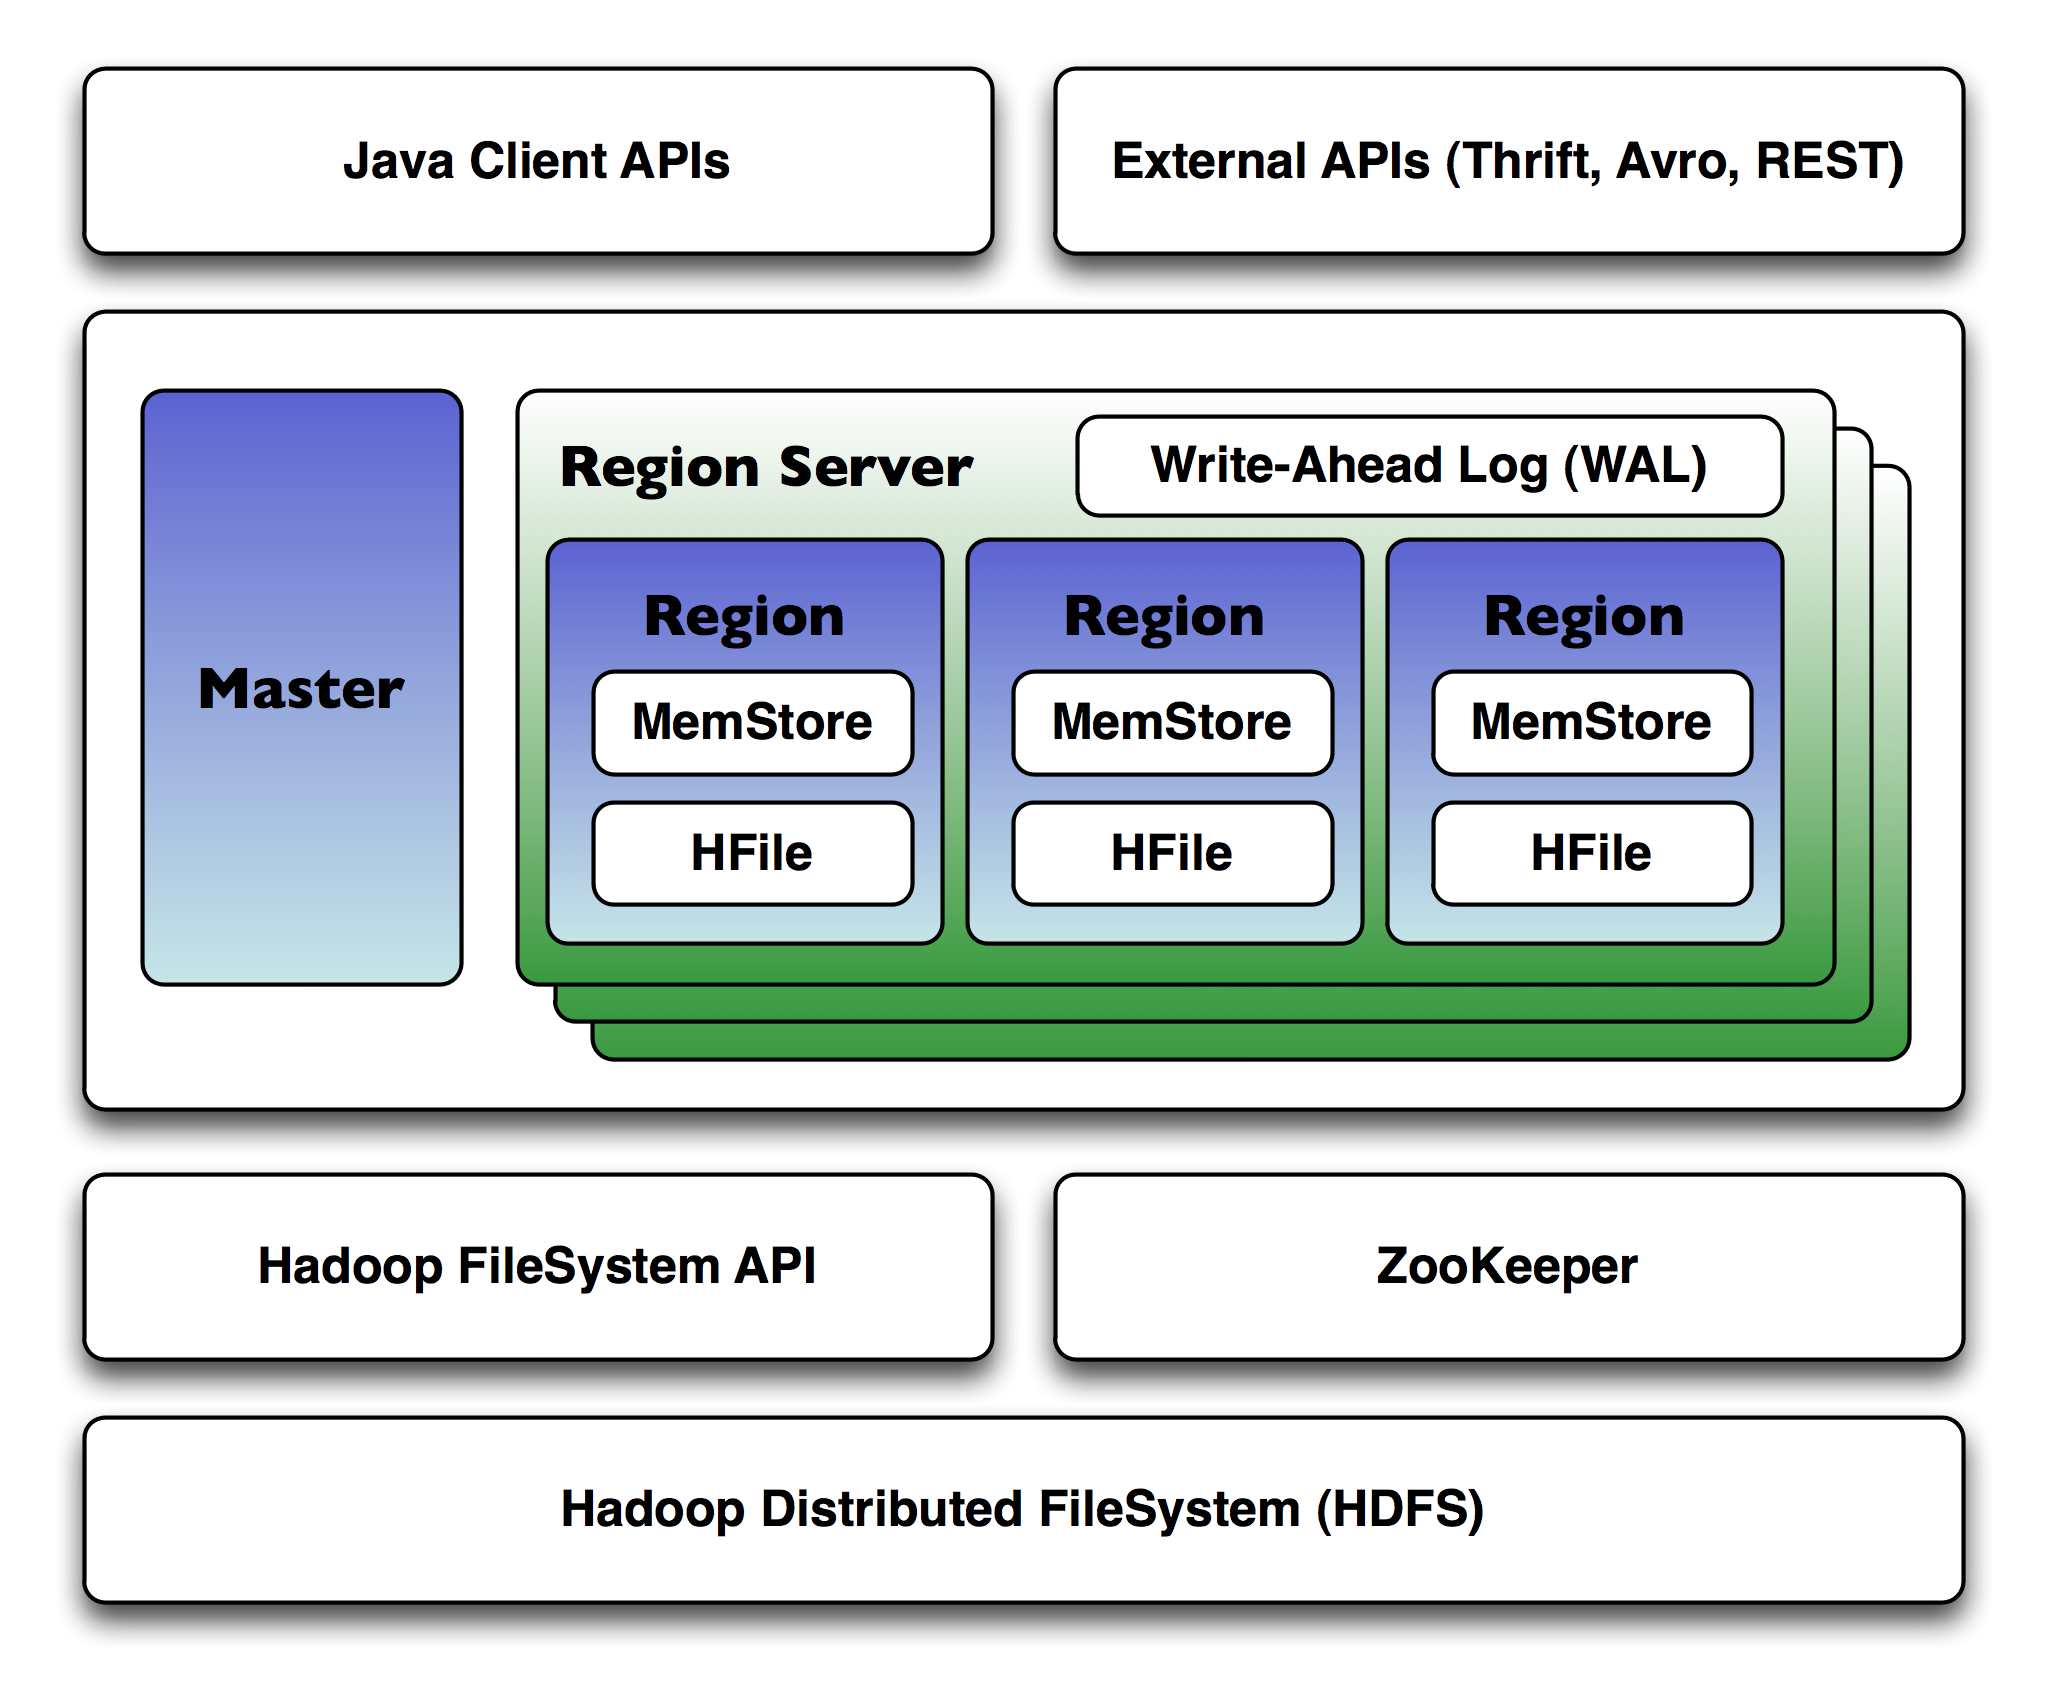 Java Client APIs
External APIs (Thrift, Avro, REST)
Region Server
Write-Ahead Log (WAL)
Master
Region
MemStore
HFile
Region
MemStore
HFile
Region
MemStore
HFile
Hadoop FileSystem API
ZooKeeper
Hadoop Distributed FileSystem (HDFS)